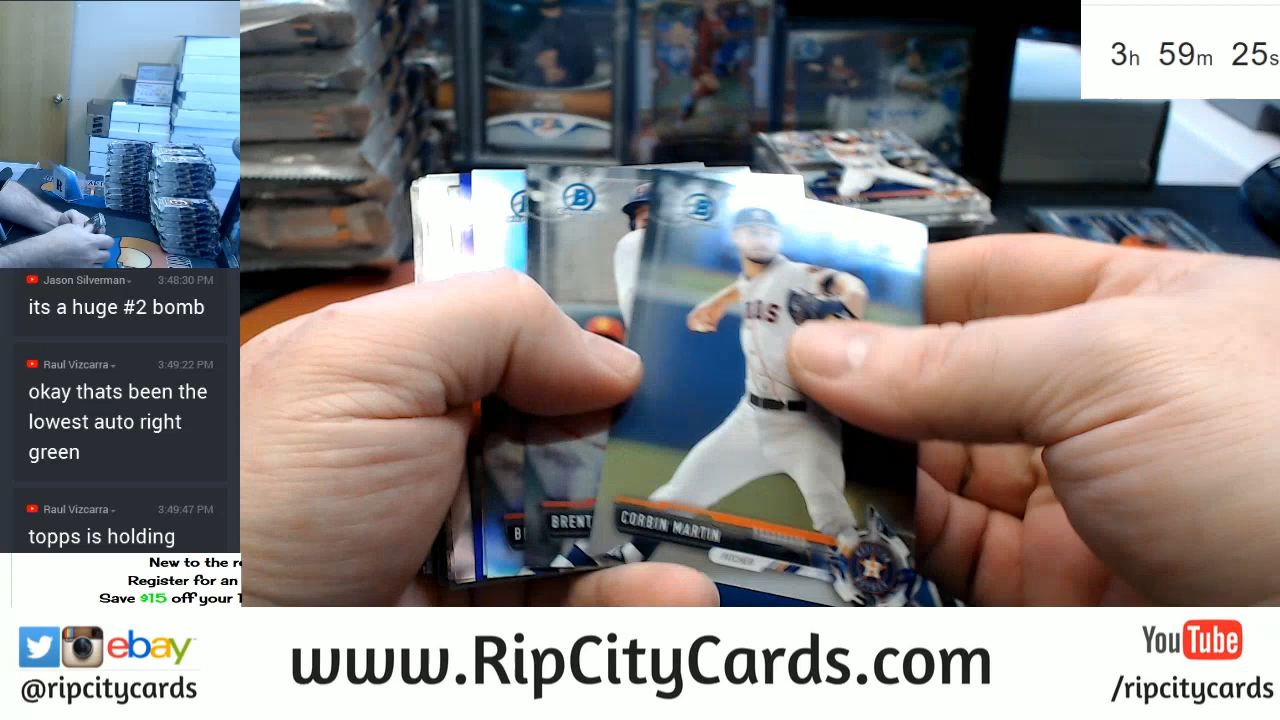 3h 59m 25s
Jason Silverman 3:48:30 PM
its a huge #2 bomb
Raul Vizcarra 3:49:22 PM
okay thats been the
lowest auto right
green
Raul Vizcarra 3:49:47 PM
topps is holding
New to the r
Register for an
Save $15 off your 1
B
B
BRENT
CORBIN MARTIN
PITCHER
ebay
@ripcitycards
www.RipCityCards.com
YouTube
/ripcitycards